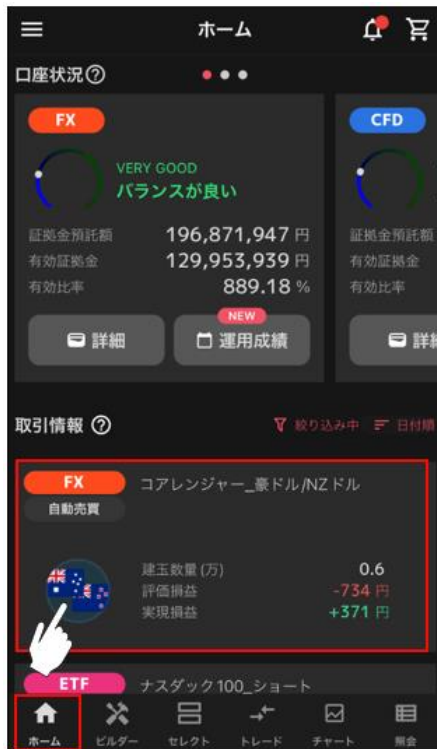 ホーム
口座状況?
FX
CFD
VERY GOOD
バランスが良い
証拠金預託額 196,871,947 円
証拠金預託額
有効証拠金 129,953,939 円
有効証拠金
有効比率 889.18 %
有効比率
NEW
詳細
運用成績
詳細
取引情報 ?
絞り込み中
日付順
FX
コアレンジャー_豪ドル/NZドル
自動売買
建玉数量(万) 0.6
評価損益 -734 円
実現損益 +371 円
ETF
ナスダック100_ショート
ホーム
ビルダー
セレクト
トレード
チャート
照会